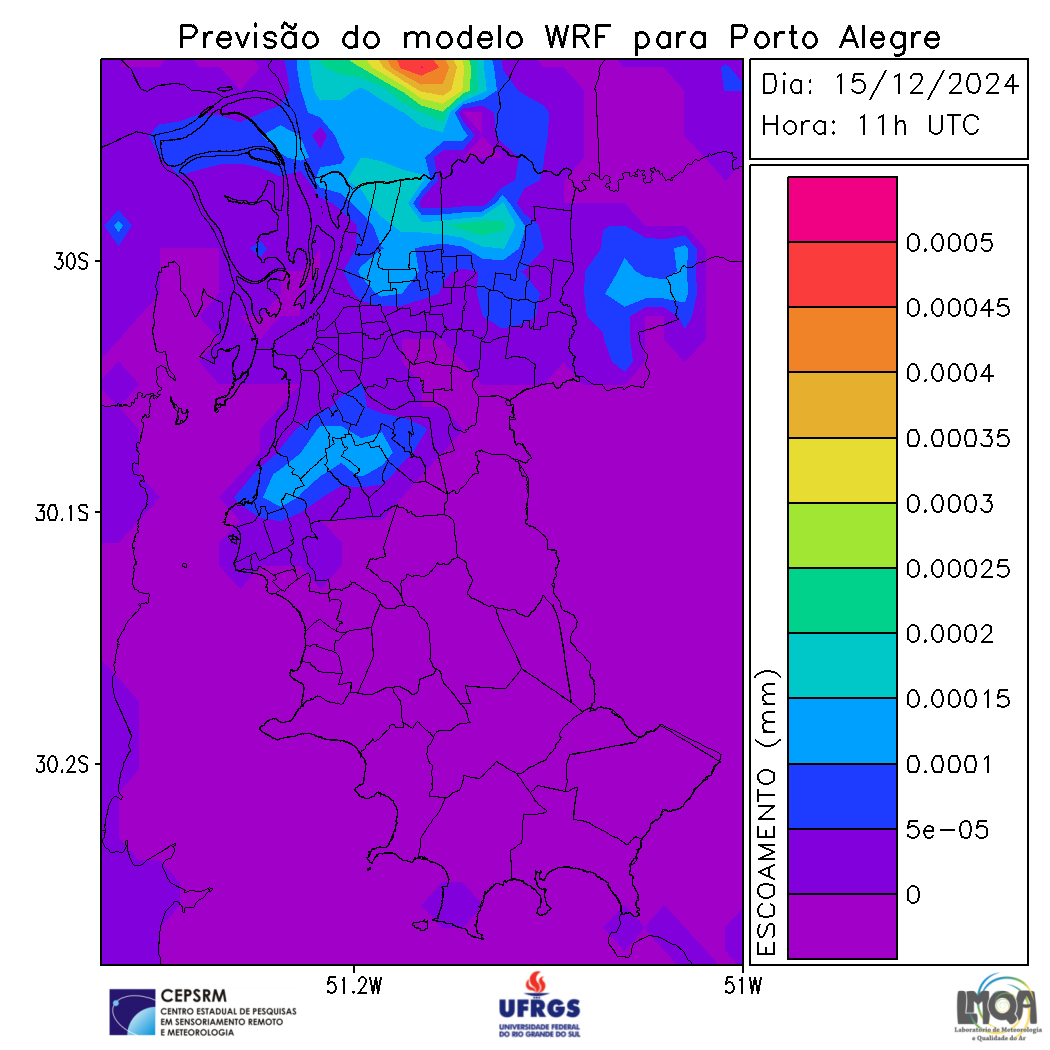 Previsão do modelo WRF para Porto Alegre
Dia: 15/12/2024
Hora: 11h UTC
30S
30.1S
30.2S
51.2W
51W
ESCOAMENTO (mm)
0.0005
0.00045
0.0004
0.00035
0.0003
0.00025
0.0002
0.00015
0.0001
5e-05
0
CEPSRM
CENTRO ESTADUAL DE PESQUISAS
EM SENSORIAMENTO REMOTO
E METEOROLOGIA
UFRGS
UNIVERSIDADE FEDERAL
DO RIO GRANDE DO SUL
LMQA
Laboratório de Meteorologia
e Qualidade do Ar